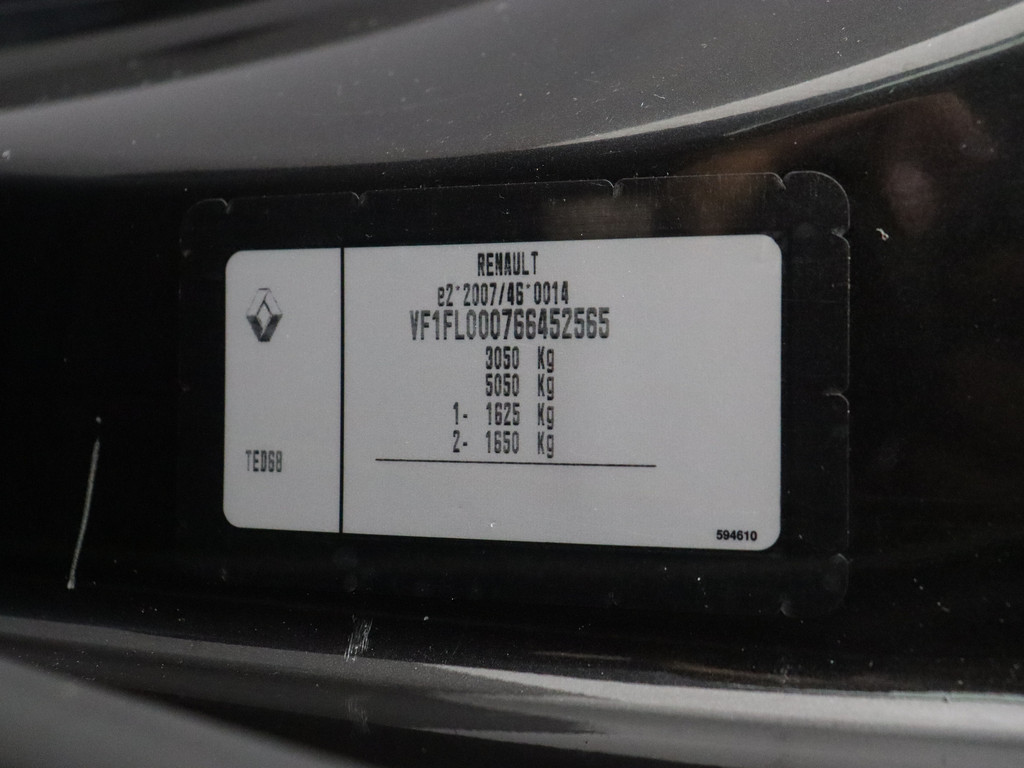 RENAULT
e2*2007/46*0014
VF1FL000766452565
3050 Kg
5050 Kg
1- 1625 Kg
2- 1650 Kg
TED68
594610